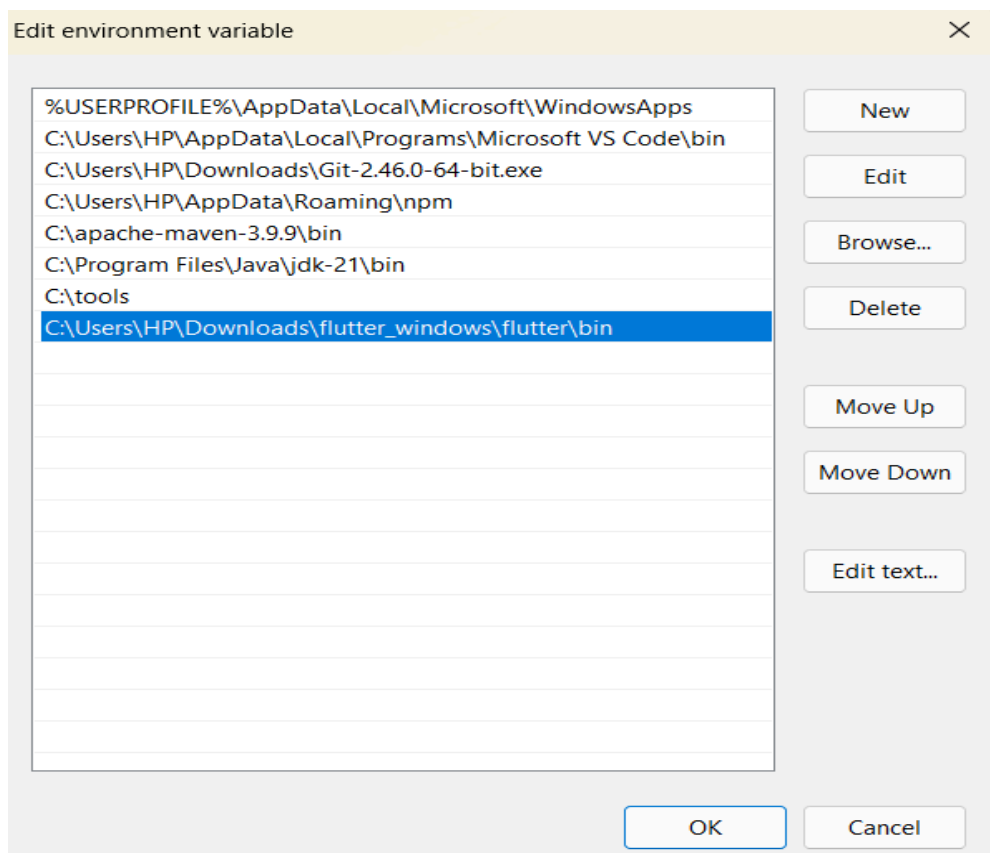 Edit environment variable
%USERPROFILE%\AppData\Local\Microsoft\WindowsApps
New
C:\Users\HP\AppData\Local\Programs\Microsoft VS Code\bin
C:\Users\HP\Downloads\Git-2.46.0-64-bit.exe
Edit
C:\Users\HP\AppData\Roaming\npm
C:\apache-maven-3.9.9\bin
Browse...
C:\Program Files\Java\jdk-21\bin
C:\tools
Delete
C:\Users\HP\Downloads\flutter_windows\flutter\bin
Move Up
Move Down
Edit text...
OK
Cancel